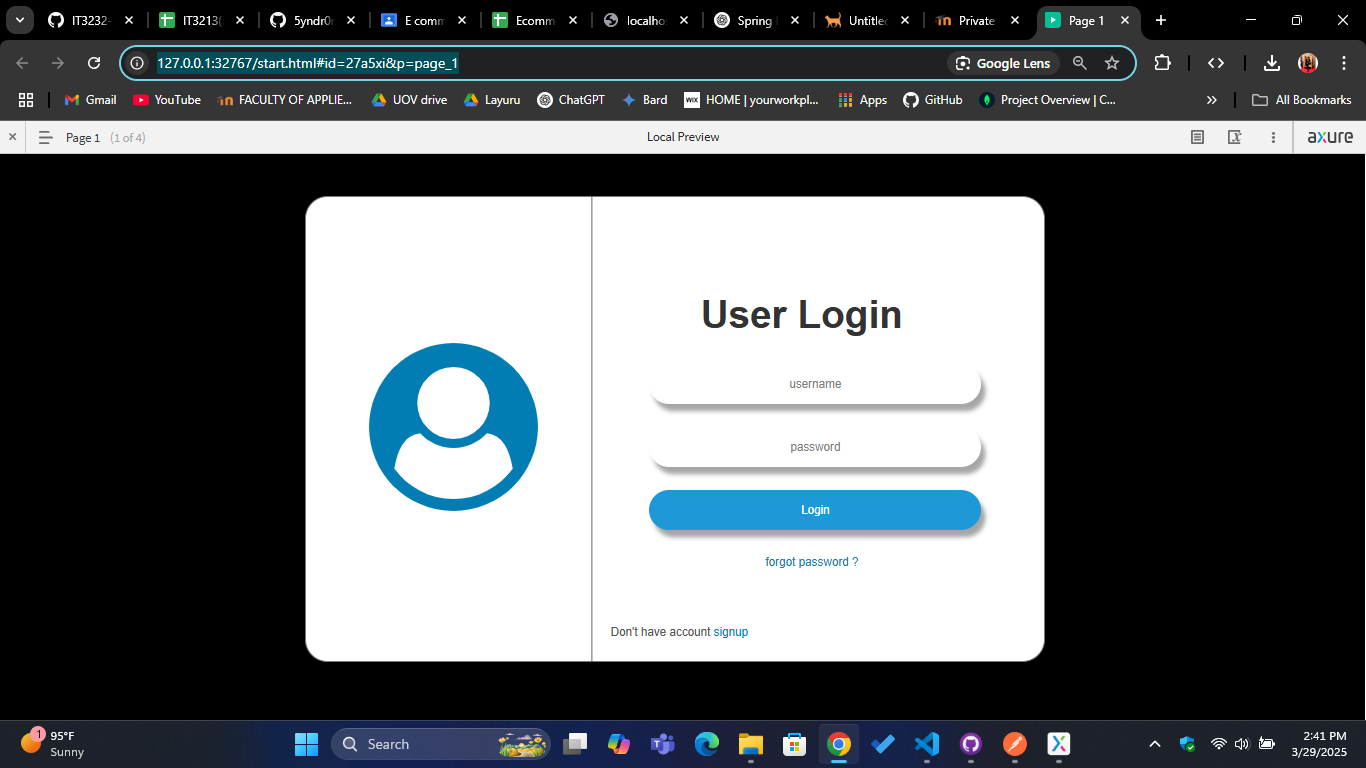 IT3232-
IT3213(
5yndr0r
E comm
Ecomm
localho
Spring
Untitled
Private
Page 1
127.0.0.1:32767/start.html#id=27a5xi&p=page_1
Google Lens
Gmail
YouTube
FACULTY OF APPLIE...
UOV drive
Layuru
ChatGPT
Bard
WIX
HOME | yourworkpl...
Apps
GitHub
Project Overview | C...
All Bookmarks
Page 1 (1 of 4)
Local Preview
axure
User Login
username
password
Login
forgot password ?
Don't have account signup
1
95°F
Sunny
Search
2:41 PM
3/29/2025